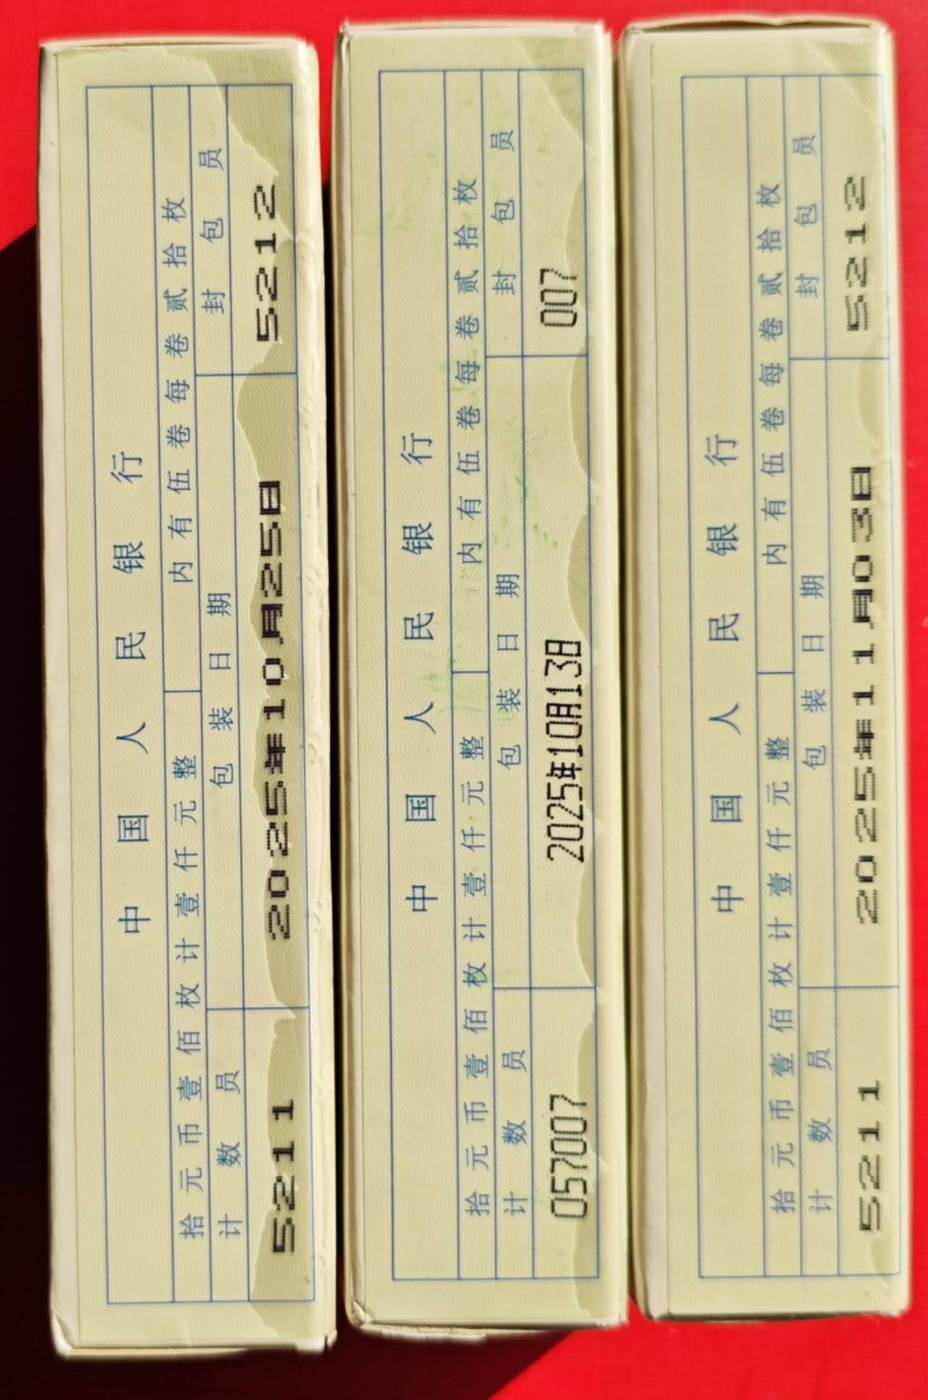 中国人民银行
拾元币壹佰枚计壹仟元整 内有伍卷每卷贰拾枚
计数员 包装日期 封包员
5211 2025年10月25日 5212
中国人民银行
拾元币壹佰枚计壹仟元整 内有伍卷每卷贰拾枚
计数员 包装日期 封包员
057007 2025年10月13日 007
中国人民银行
拾元币壹佰枚计壹仟元整 内有伍卷每卷贰拾枚
计数员 包装日期 封包员
5211 2025年11月03日 5212